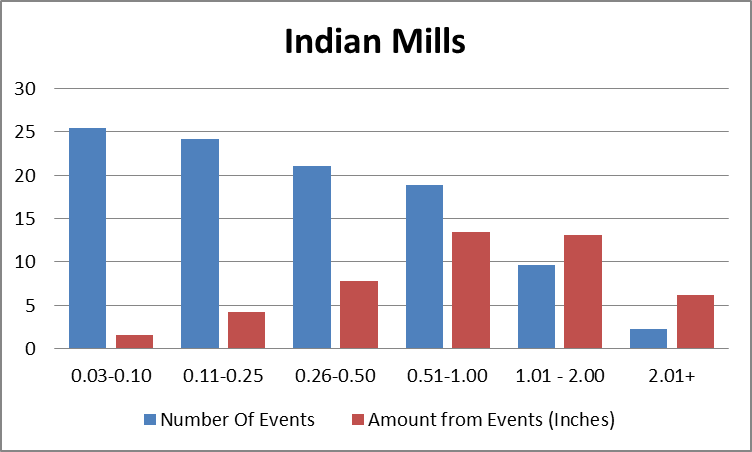 Indian Mills
30
25
20
15
10
5
0
0.03-0.10 0.11-0.25 0.26-0.50 0.51-1.00 1.01 - 2.00 2.01+
Number Of Events Amount from Events (Inches)